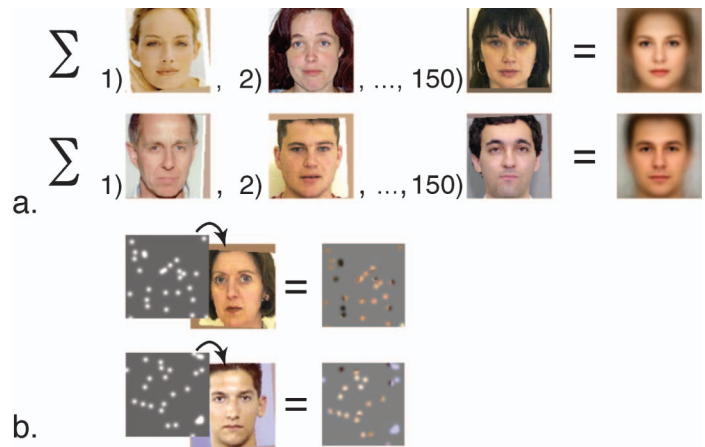 Σ 1) , 2) , ..., 150) =
Σ 1) , 2) , ..., 150) =
a.
=
=
b.